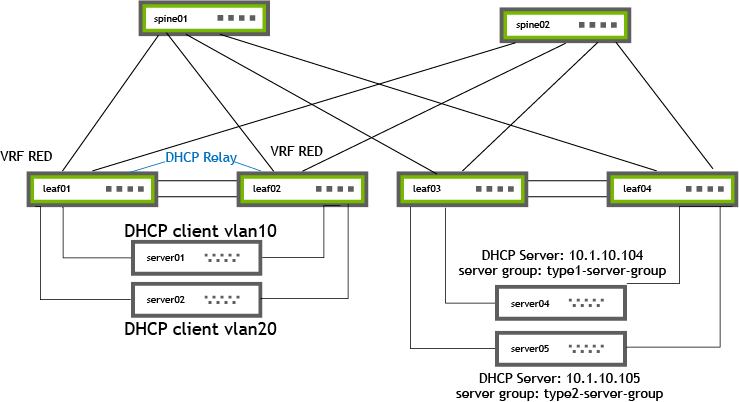 spine01
spine02
VRF RED
DHCP Relay
VRF RED
leaf01
leaf02
leaf03
leaf04
DHCP client vlan10
server01
server02
DHCP client vlan20
DHCP Server: 10.1.10.104
server group: type1-server-group
server04
server05
DHCP Server: 10.1.10.105
server group: type2-server-group